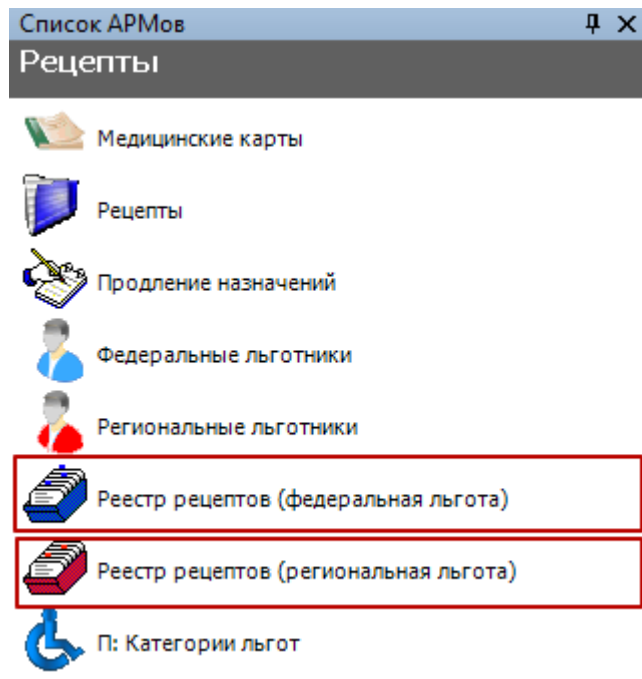 Список АРМов
Рецепты
Медицинские карты
Рецепты
Продление назначений
Федеральные льготники
Региональные льготники
Реестр рецептов (федеральная льгота)
Реестр рецептов (региональная льгота)
П: Категории льгот